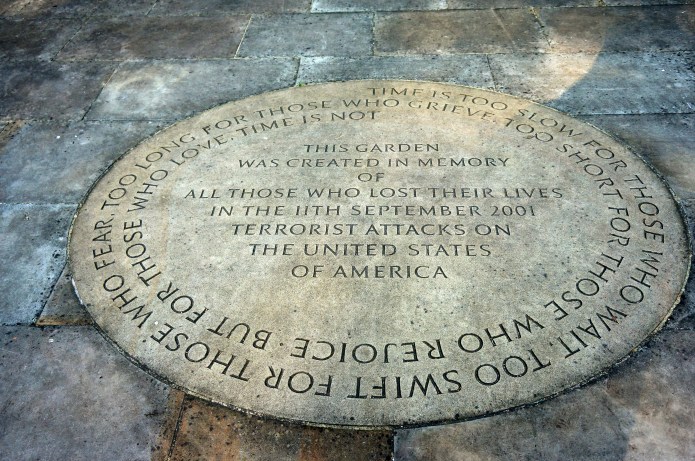 TIME IS TOO SLOW FOR THOSE WHO WAIT, TOO SWIFT FOR THOSE WHO FEAR, TOO LONG FOR THOSE WHO GRIEVE, TOO SHORT FOR THOSE WHO REJOICE · BUT FOR THOSE WHO LOVE, TIME IS NOT
THIS GARDEN
WAS CREATED IN MEMORY
OF
ALL THOSE WHO LOST THEIR LIVES
IN THE 11TH SEPTEMBER 2001
TERRORIST ATTACKS ON
THE UNITED STATES
OF AMERICA